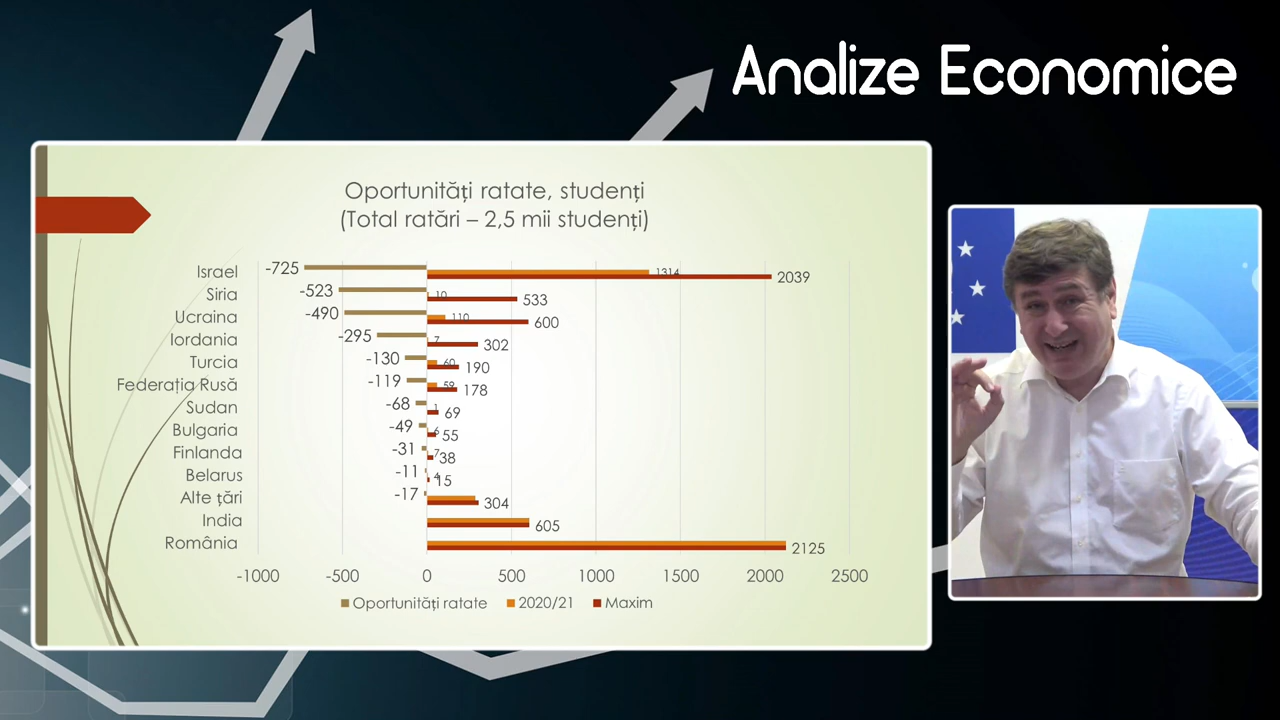 Analize Economice
Oportunități ratate, studenți
(Total ratări – 2,5 mii studenți)
Israel -725 1314 2039
Siria -523 10 533
Ucraina -490 110 600
Iordania -295 7 302
Turcia -130 60 190
Federația Rusă -119 59 178
Sudan -68 1 69
Bulgaria -49 6 55
Finlanda -31 7 38
Belarus -11 4 15
Alte țări -17 304
India 605
România 2125
-1000 -500 0 500 1000 1500 2000 2500
Oportunități ratate 2020/21 Maxim